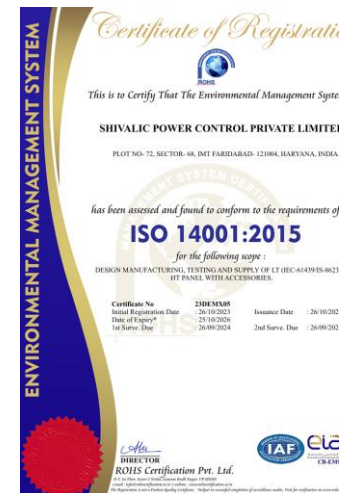 ENVIRONMENTAL MANAGEMENT SYSTEM
Certificate of Registratio
ROHS
This is to Certify That The Environmental Management Syste
SHIVALIC POWER CONTROL PRIVATE LIMITE
PLOT NO- 72, SECTOR- 68, IMT FARIDABAD- 121004, HARYANA, INDIA.
has been assessed and found to conform to the requirements of
ISO 14001:2015
for the following scope :
DESIGN MANUFACTURING, TESTING AND SUPPLY OF LT (IEC-61439/IS-8623
HT PANEL WITH ACCESSORIES.
Certificate No 23DEMX05
Initial Registration Date : 26/10/2023 Issuance Date : 26/10/202
Date of Expiry* : 25/10/2026
1st Surve. Due : 26/09/2024 2nd Surve. Due : 26/09/202
DIRECTOR
ROHS Certification Pvt. Ltd.
IAF
eia
CB-EMS